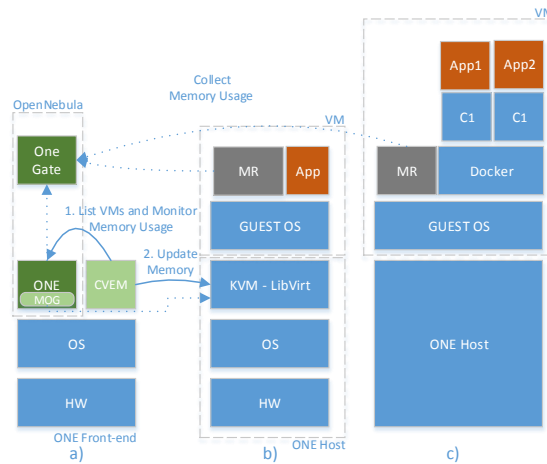 VM
App1
App2
Collect
Memory Usage
OpenNebula
VM
C1
C1
One
Gate
MR
App
MR
Docker
1. List VMs and Monitor
Memory Usage
GUEST OS
GUEST OS
2. Update
Memory
ONE
MOG
CVEM
KVM - LibVirt
OS
OS
ONE Host
HW
HW
ONE Front-end
ONE Host
a)
b)
c)